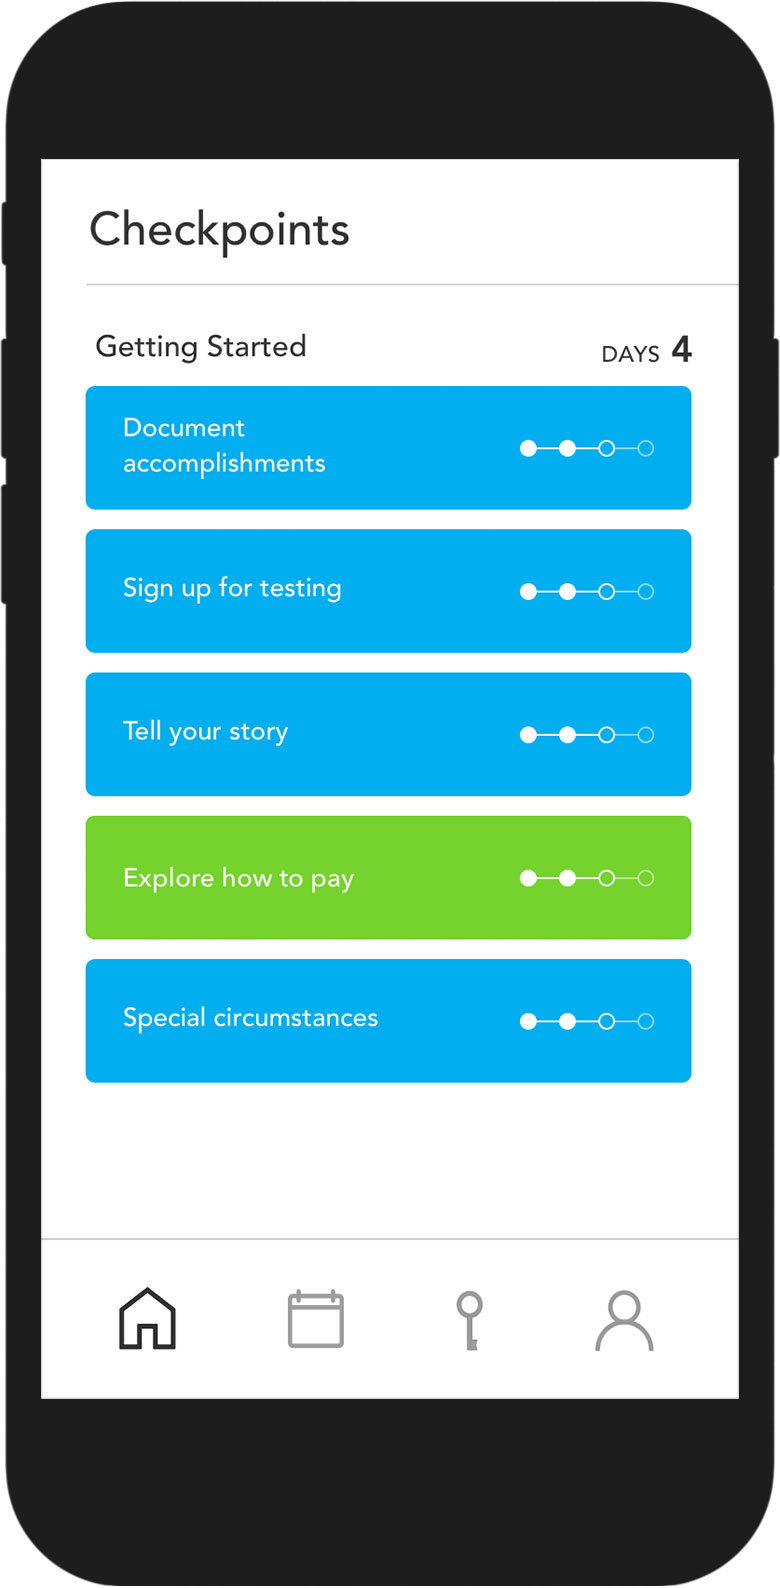 Checkpoints
Getting Started
DAYS 4
Document
accomplishments
Sign up for testing
Tell your story
Explore how to pay
Special circumstances